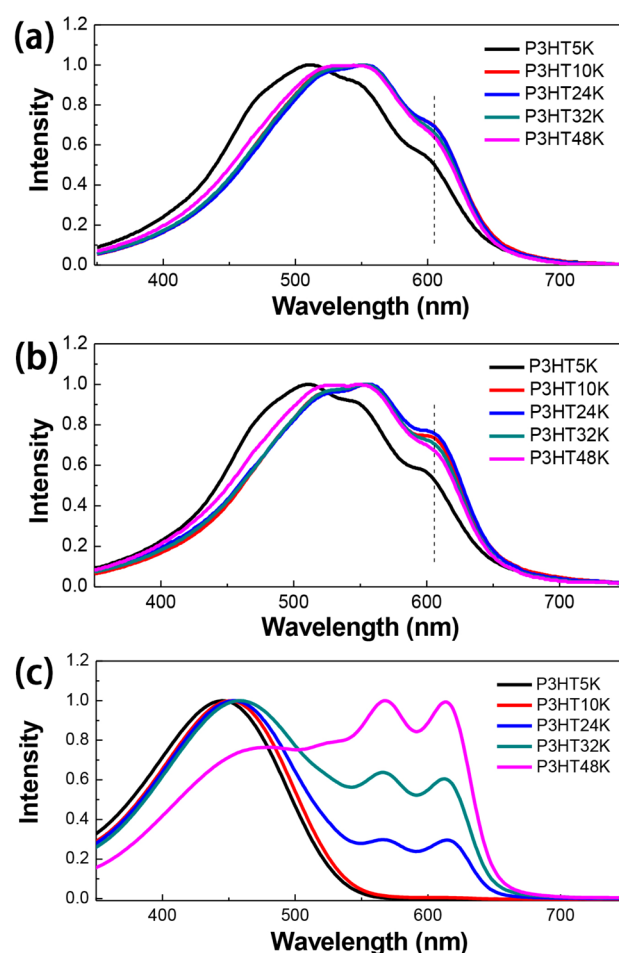 (a)
1.2
1.0
0.8
0.6
0.4
0.2
0.0
Intensity
P3HT5K
P3HT10K
P3HT24K
P3HT32K
P3HT48K
400 500 600 700
Wavelength (nm)
(b)
1.2
1.0
0.8
0.6
0.4
0.2
0.0
Intensity
P3HT5K
P3HT10K
P3HT24K
P3HT32K
P3HT48K
400 500 600 700
Wavelength (nm)
(c)
1.2
1.0
0.8
0.6
0.4
0.2
0.0
Intensity
P3HT5K
P3HT10K
P3HT24K
P3HT32K
P3HT48K
400 500 600 700
Wavelength (nm)